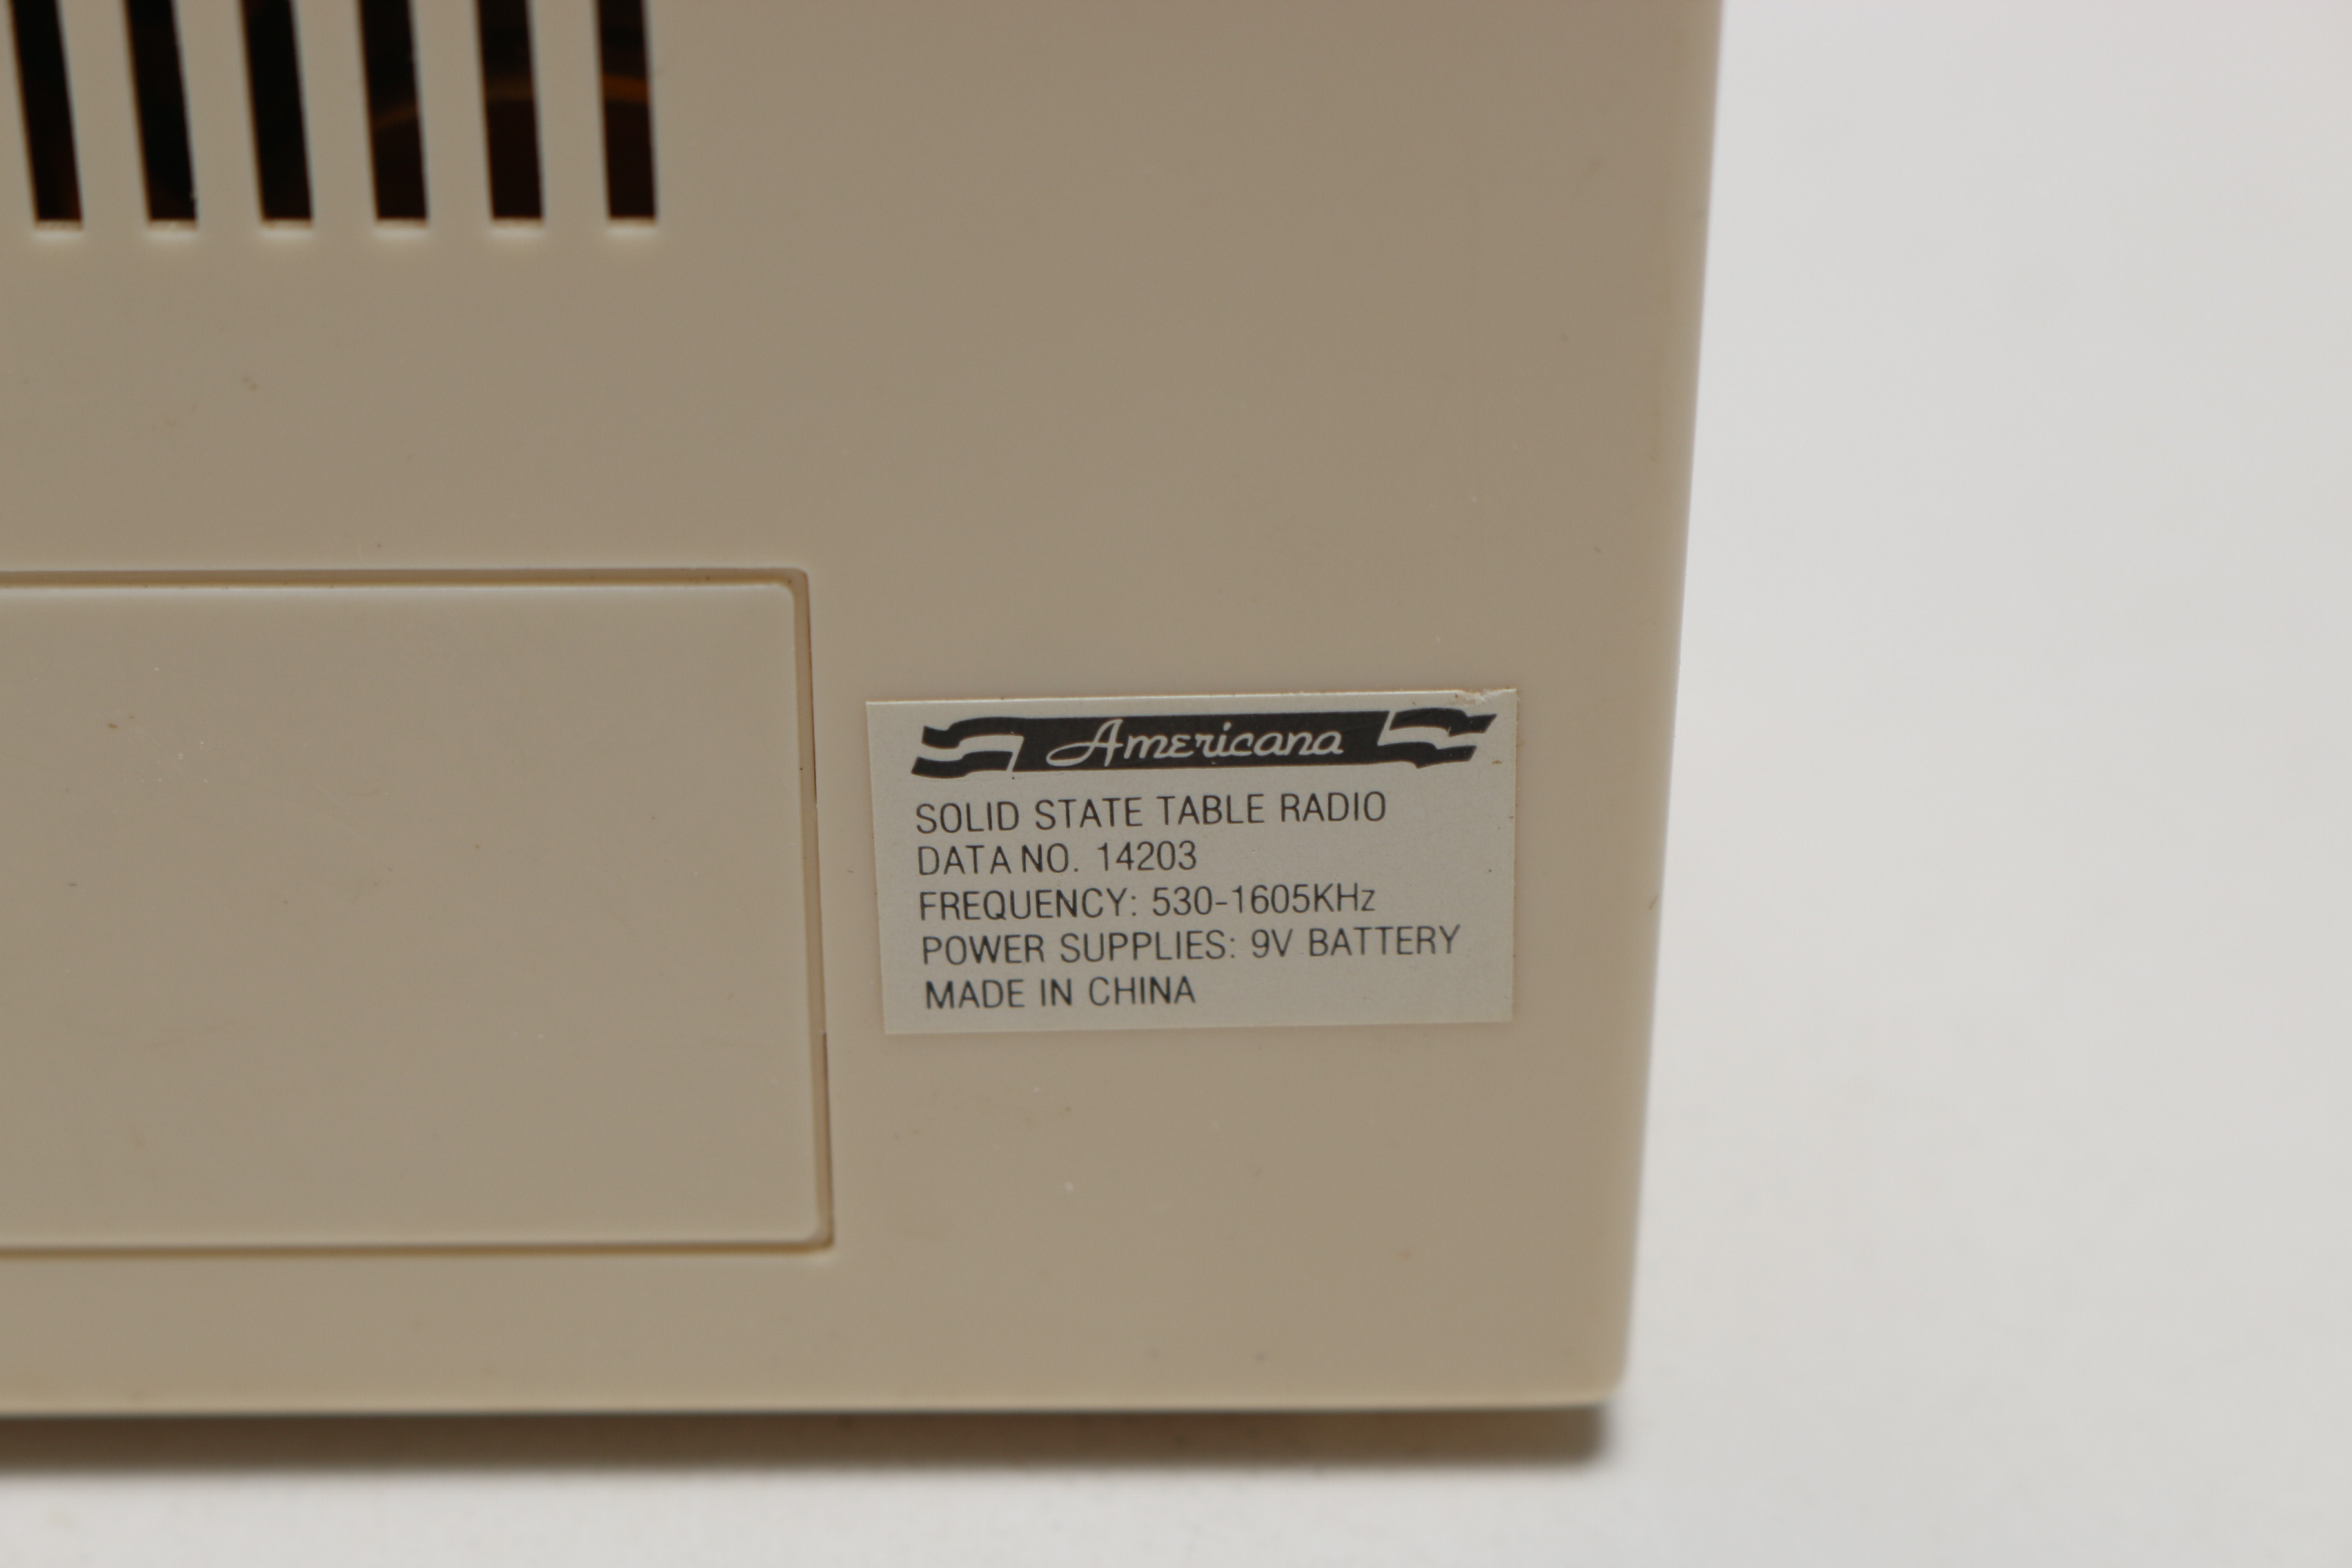 Americana
SOLID STATE TABLE RADIO
DATA NO. 14203
FREQUENCY: 530-1605KHz
POWER SUPPLIES: 9V BATTERY
MADE IN CHINA